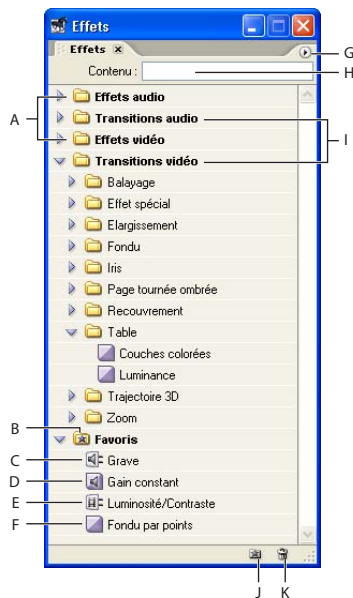 Effets
Effets
G
Contenu :
H
A
Effets audio
Transitions audio
I
Effets vidéo
Transitions vidéo
Balayage
Effet spécial
Elargissement
Fondu
Iris
Page tournée ombrée
Recouvrement
Table
Couches colorées
Luminance
Trajectoire 3D
Zoom
B
Favoris
C
Grave
D
Gain constant
E
Luminosité/Contraste
F
Fondu par points
J
K